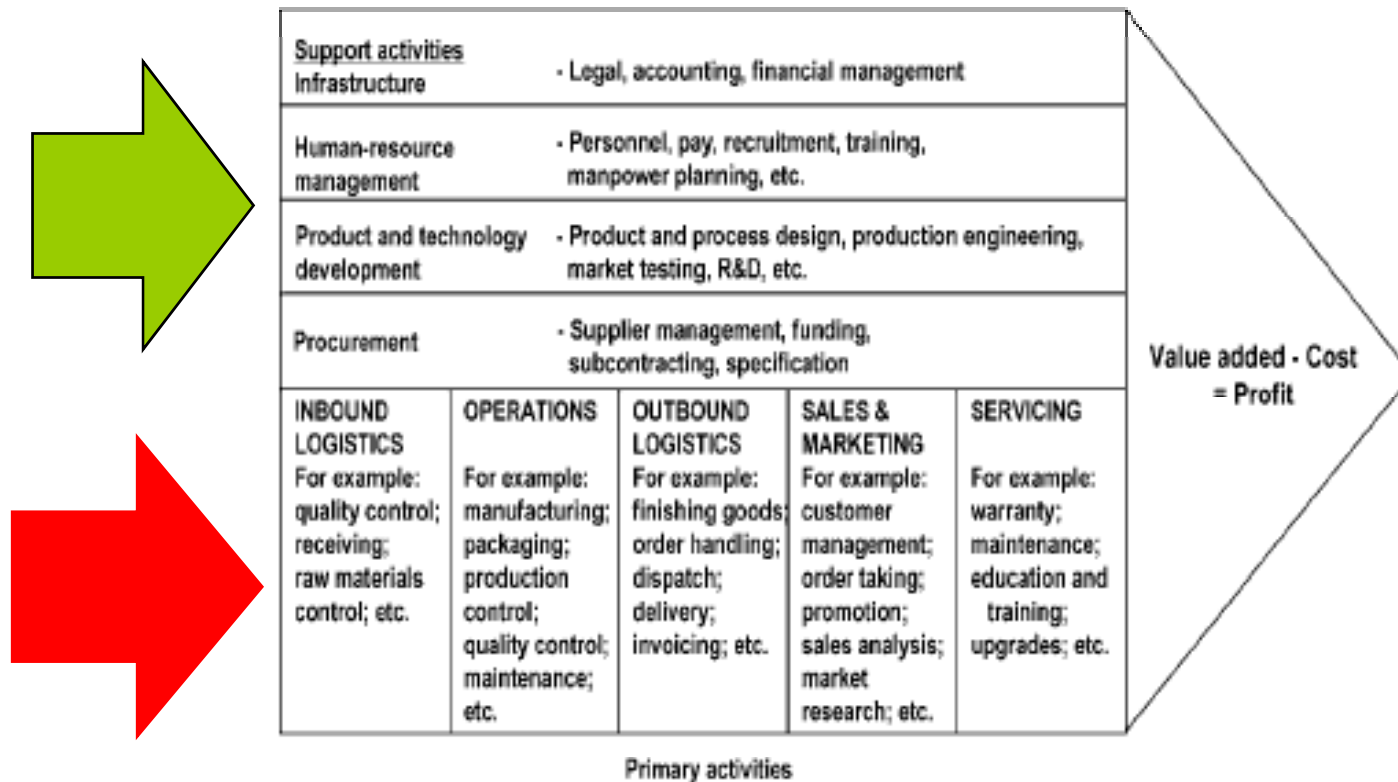 Support activities
Infrastructure - Legal, accounting, financial management
Human-resource - Personnel, pay, recruitment, training,
management manpower planning, etc.
Product and technology - Product and process design, production engineering,
development market testing, R&D, etc.
Procurement - Supplier management, funding,
subcontracting, specification
INBOUND
LOGISTICS
For example:
quality control;
receiving;
raw materials
control; etc.
OPERATIONS
For example:
manufacturing;
packaging;
production
control;
quality control;
maintenance;
etc.
OUTBOUND
LOGISTICS
For example:
finishing goods;
order handling;
dispatch;
delivery;
invoicing; etc.
SALES &
MARKETING
For example:
customer
management;
order taking;
promotion;
sales analysis;
market
research; etc.
SERVICING
For example:
warranty;
maintenance;
education and
training;
upgrades; etc.
Value added - Cost
= Profit
Primary activities